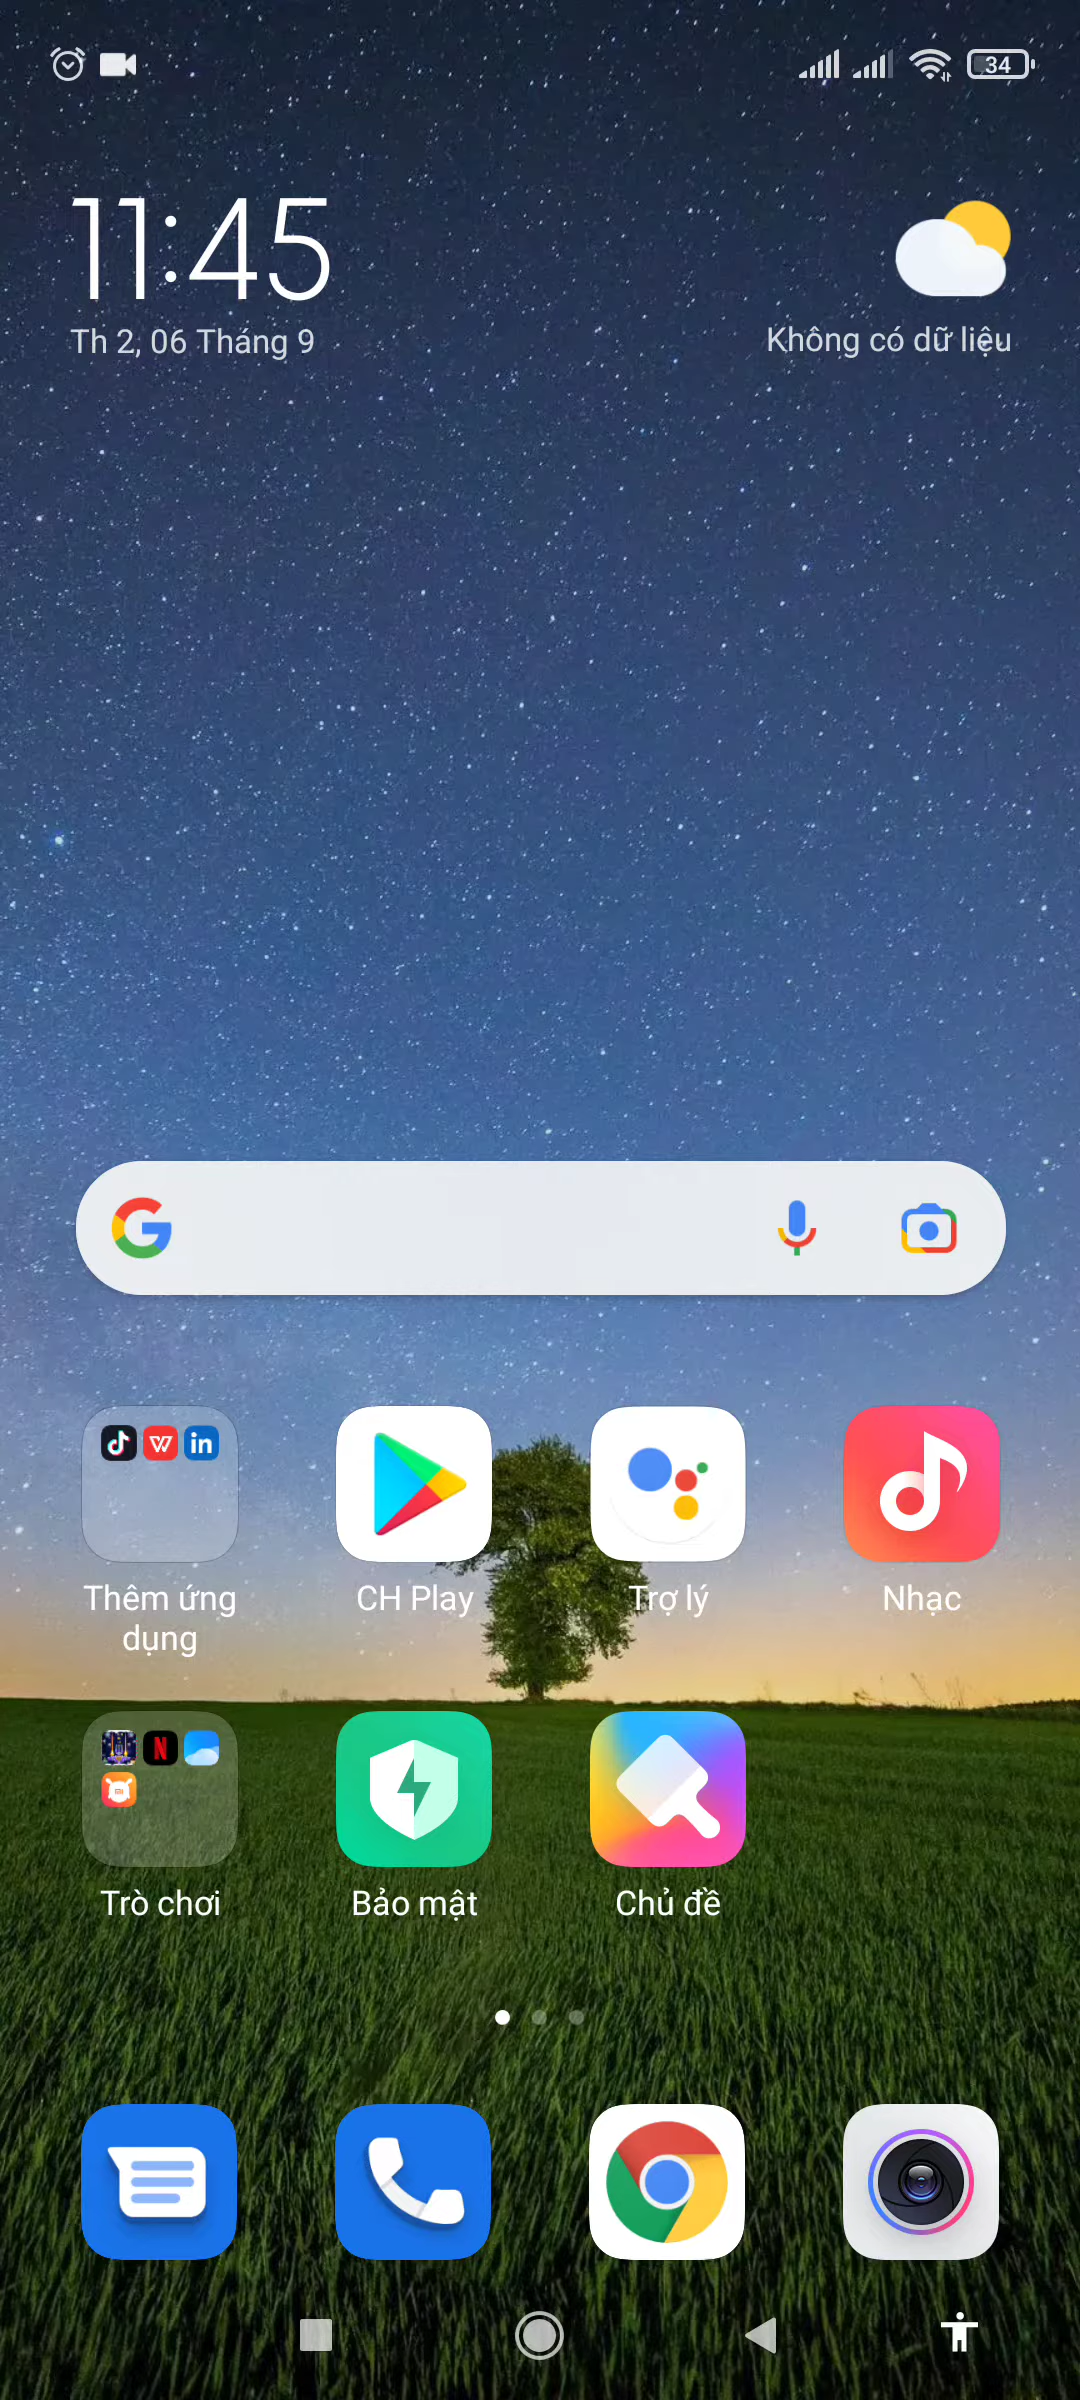 34
11:45
Th 2, 06 Tháng 9
Không có dữ liệu
Thêm ứng
dụng
CH Play
Trợ lý
Nhạc
Trò chơi
Bảo mật
Chủ đề